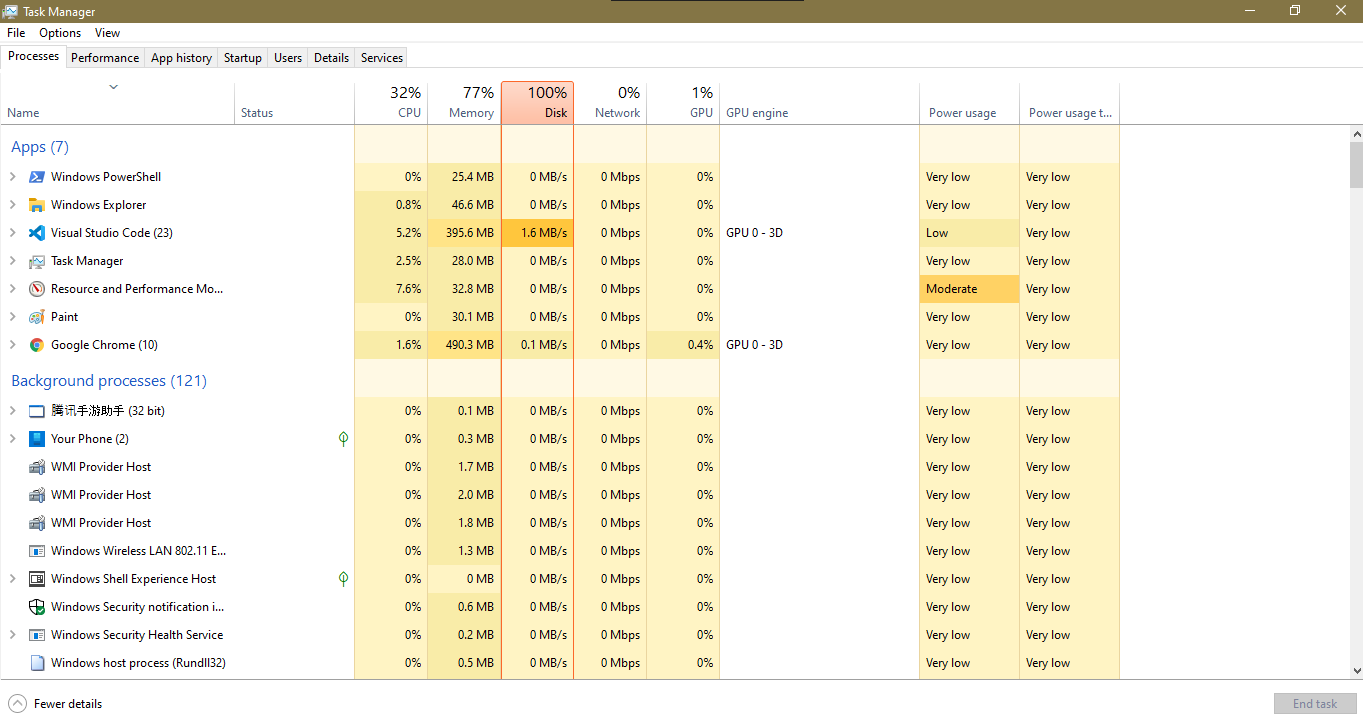 Task Manager
File Options View
Processes Performance App history Startup Users Details Services
32% 77% 100% 0% 1%
Name Status CPU Memory Disk Network GPU GPU engine Power usage Power usage t...
Apps (7)
Windows PowerShell 0% 25.4 MB 0 MB/s 0 Mbps 0% Very low Very low
Windows Explorer 0.8% 46.6 MB 0 MB/s 0 Mbps 0% Very low Very low
Visual Studio Code (23) 5.2% 395.6 MB 1.6 MB/s 0 Mbps 0% GPU 0 - 3D Low Very low
Task Manager 2.5% 28.0 MB 0 MB/s 0 Mbps 0% Very low Very low
Resource and Performance Mo... 7.6% 32.8 MB 0 MB/s 0 Mbps 0% Moderate Very low
Paint 0% 30.1 MB 0 MB/s 0 Mbps 0% Very low Very low
Google Chrome (10) 1.6% 490.3 MB 0.1 MB/s 0 Mbps 0.4% GPU 0 - 3D Very low Very low
Background processes (121)
腾讯手游助手 (32 bit) 0% 0.1 MB 0 MB/s 0 Mbps 0% Very low Very low
Your Phone (2) 0% 0.3 MB 0 MB/s 0 Mbps 0% Very low Very low
WMI Provider Host 0% 1.7 MB 0 MB/s 0 Mbps 0% Very low Very low
WMI Provider Host 0% 2.0 MB 0 MB/s 0 Mbps 0% Very low Very low
WMI Provider Host 0% 1.8 MB 0 MB/s 0 Mbps 0% Very low Very low
Windows Wireless LAN 802.11 E... 0% 1.3 MB 0 MB/s 0 Mbps 0% Very low Very low
Windows Shell Experience Host 0% 0 MB 0 MB/s 0 Mbps 0% Very low Very low
Windows Security notification i... 0% 0.6 MB 0 MB/s 0 Mbps 0% Very low Very low
Windows Security Health Service 0% 0.2 MB 0 MB/s 0 Mbps 0% Very low Very low
Windows host process (Rundll32) 0% 0.5 MB 0 MB/s 0 Mbps 0% Very low Very low
Fewer details End task